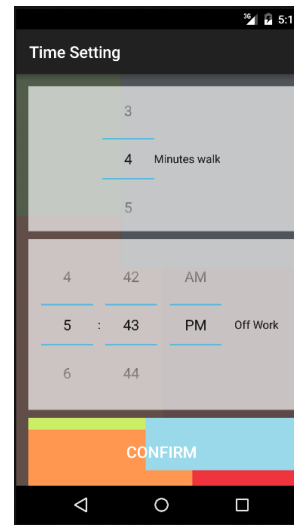 3G 5:1
Time Setting
3
4 Minutes walk
5
4 42 AM
5 : 43 PM Off Work
6 44
CONFIRM